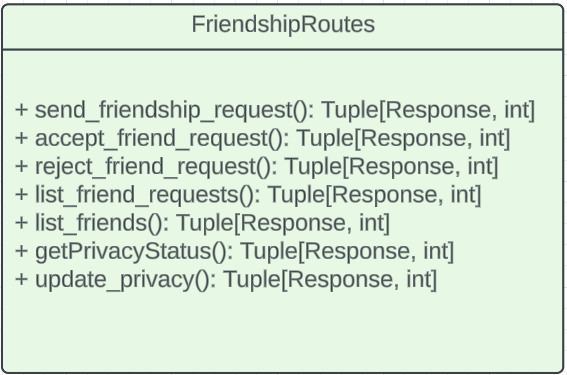 FriendshipRoutes
+ send_friendship_request(): Tuple[Response, int]
+ accept_friend_request(): Tuple[Response, int]
+ reject_friend_request(): Tuple[Response, int]
+ list_friend_requests(): Tuple[Response, int]
+ list_friends(): Tuple[Response, int]
+ getPrivacyStatus(): Tuple[Response, int]
+ update_privacy(): Tuple[Response, int]